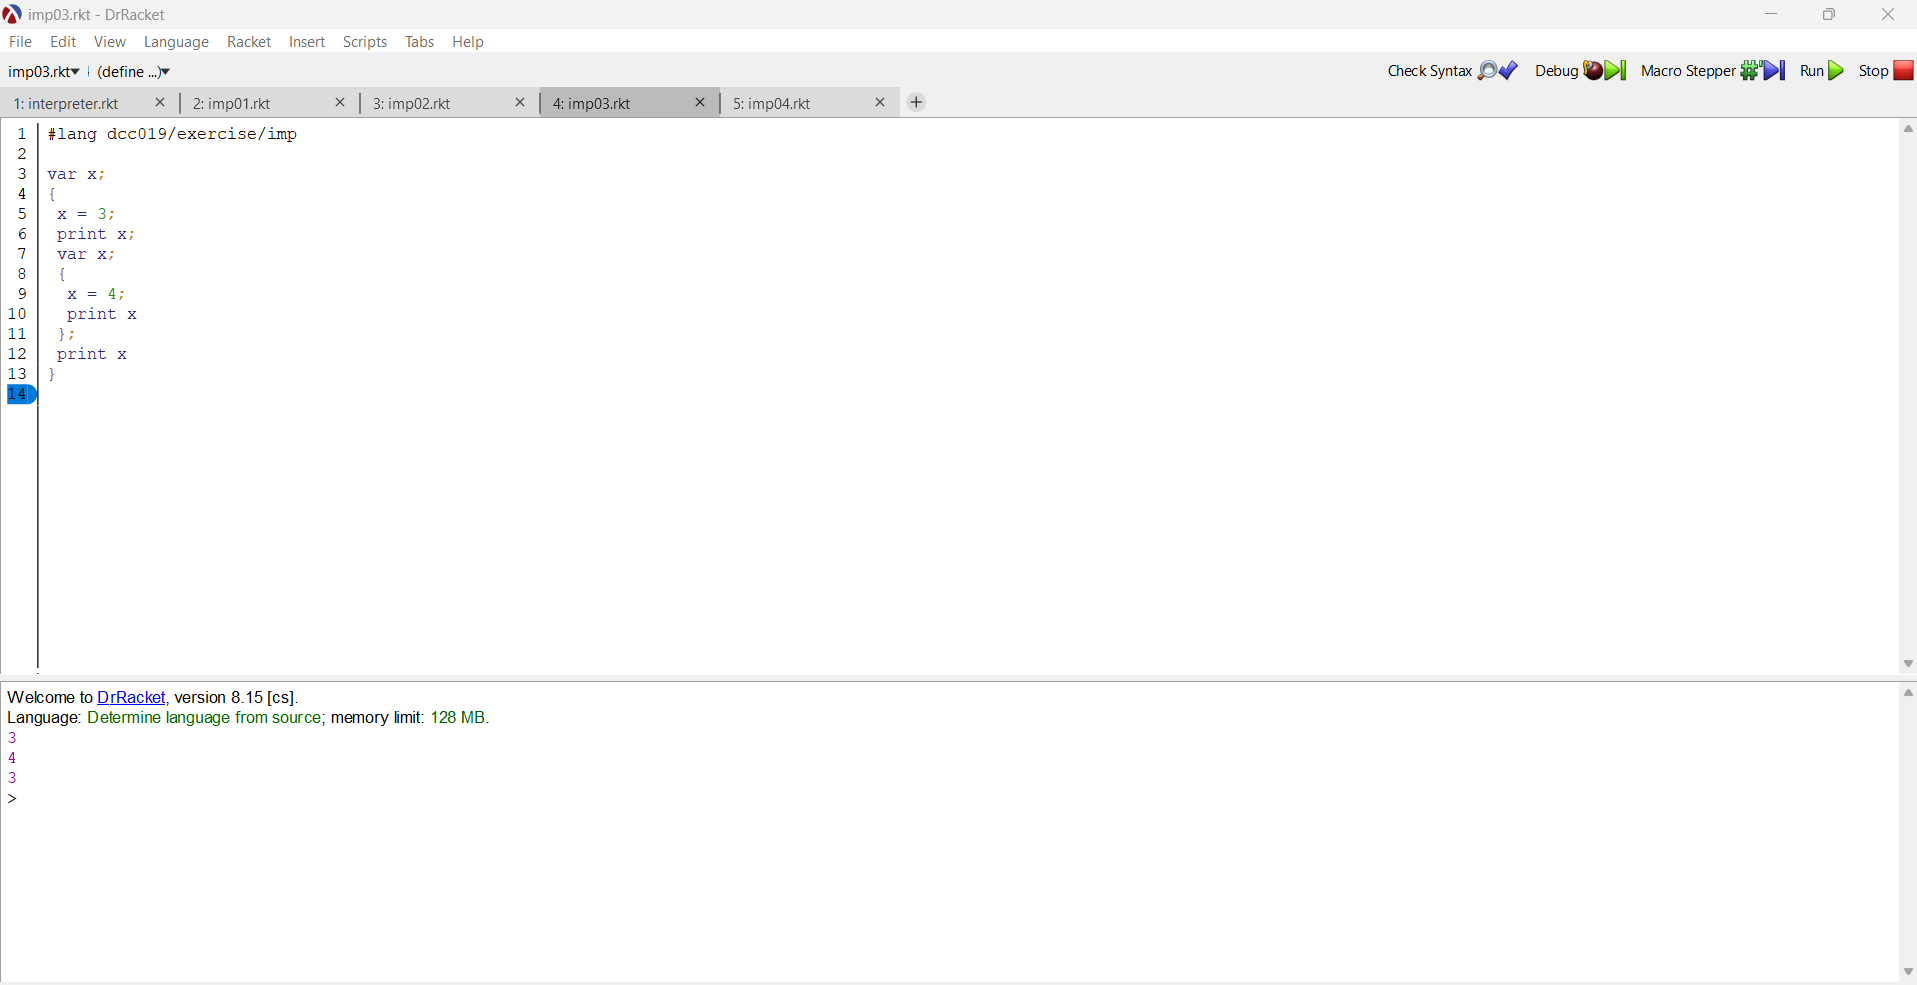 imp03.rkt - DrRacket
File Edit View Language Racket Insert Scripts Tabs Help
imp03.rkt (define ...) Check Syntax Debug Macro Stepper Run Stop
1: interpreter.rkt 2: imp01.rkt 3: imp02.rkt 4: imp03.rkt 5: imp04.rkt
1 #lang dcc019/exercise/imp
2
3 var x;
4 {
5 x = 3;
6 print x;
7 var x;
8 {
9 x = 4;
10 print x
11 };
12 print x
13 }
14
Welcome to DrRacket, version 8.15 [cs].
Language: Determine language from source; memory limit: 128 MB.
3
4
3
>